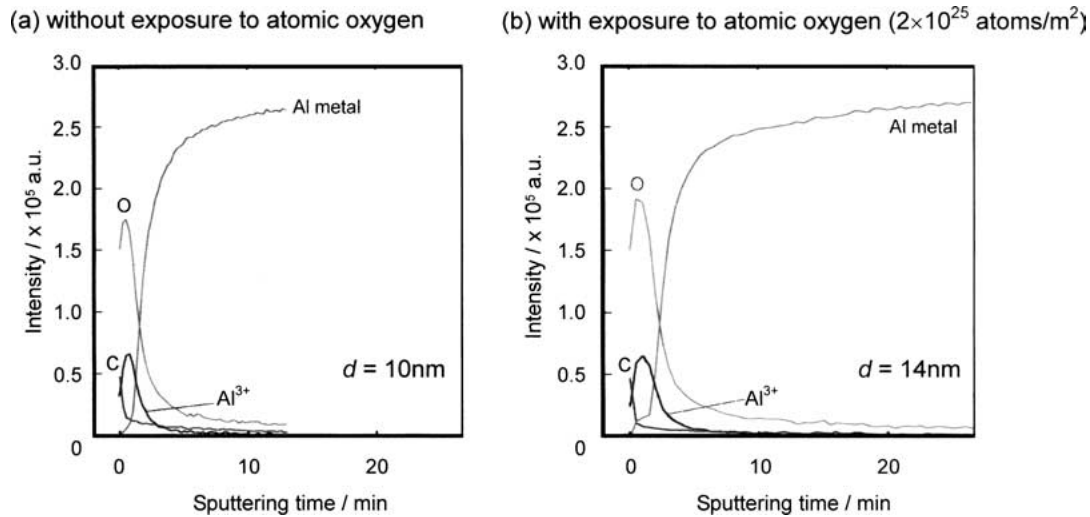 (a) without exposure to atomic oxygen
3.0
2.5
2.0
1.5
1.0
0.5
0
Intensity / x 10⁵ a.u.
Al metal
O
C
Al³⁺
d = 10nm
0 10 20
Sputtering time / min
(b) with exposure to atomic oxygen (2×10²⁵ atoms/m²)
3.0
2.5
2.0
1.5
1.0
0.5
0
Intensity / x 10⁵ a.u.
Al metal
O
C
Al³⁺
d = 14nm
0 10 20
Sputtering time / min